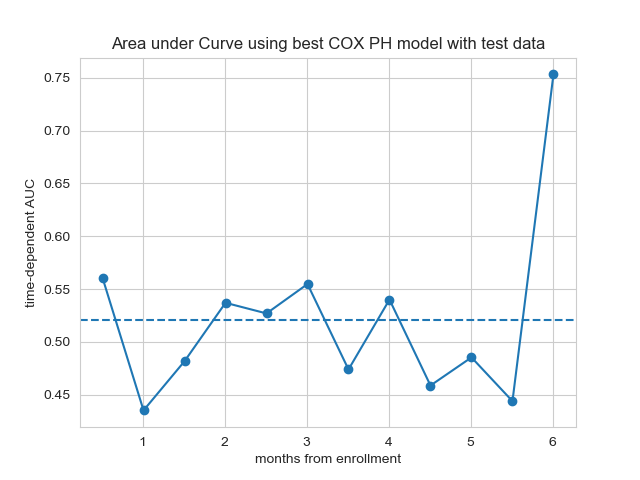 Area under Curve using best COX PH model with test data
time-dependent AUC
0.75
0.70
0.65
0.60
0.55
0.50
0.45
1 2 3 4 5 6
months from enrollment